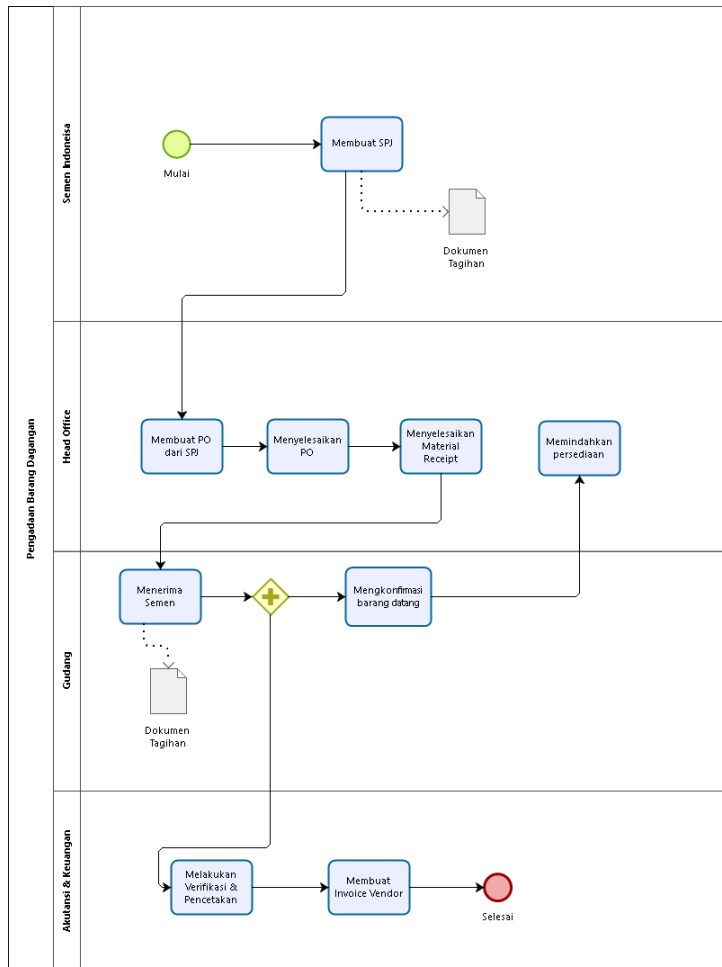 Pengadaan Barang Dagangan
Semen Indoneisa
Mulai
Membuat SPJ
Dokumen
Tagihan
Head Office
Membuat PO
dari SPJ
Menyelesaikan
PO
Menyelesaikan
Material
Receipt
Memindahkan
persediaan
Gudang
Menerima
Semen
Mengkonfirmasi
barang datang
Dokumen
Tagihan
Akutansi & Keuangan
Melakukan
Verifikasi &
Pencetakan
Membuat
Invoice Vendor
Selesai